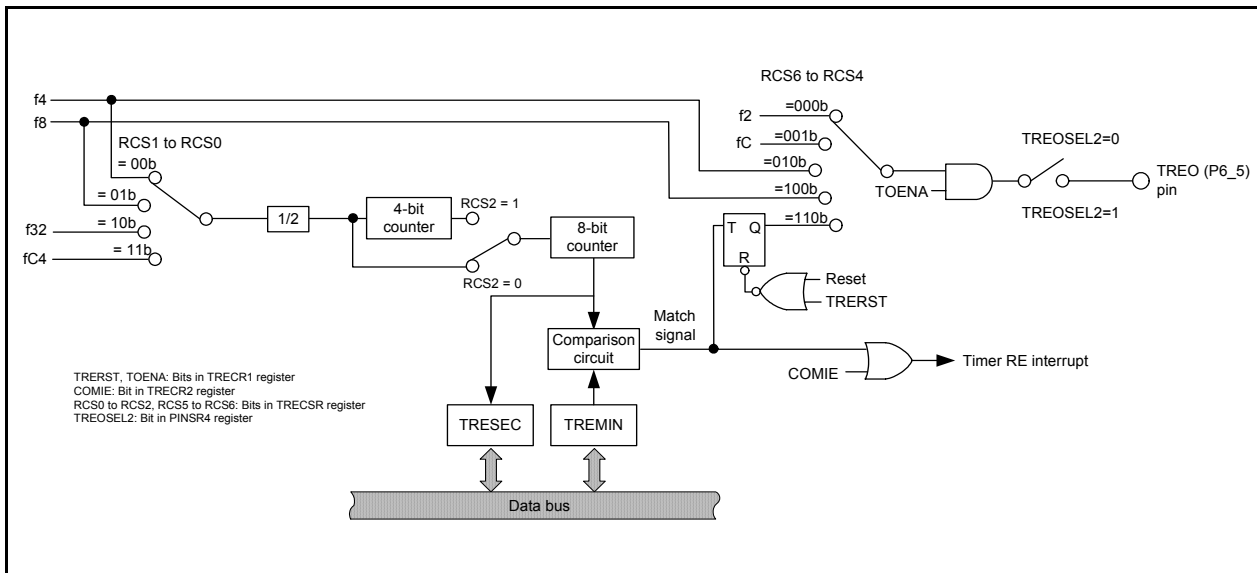 RCS6 to RCS4
f4
f8
f2
=000b
fC
=001b
=010b
=100b
=110b
RCS1 to RCS0
= 00b
= 01b
f32
= 10b
fC4
= 11b
1/2
4-bit
counter
RCS2 = 1
RCS2 = 0
8-bit
counter
TOENA
TREOSEL2=0
TREOSEL2=1
TREO (P6_5)
pin
T Q
R
Reset
TRERST
Match
signal
Comparison
circuit
COMIE
Timer RE interrupt
TRERST, TOENA: Bits in TRECR1 register
COMIE: Bit in TRECR2 register
RCS0 to RCS2, RCS5 to RCS6: Bits in TRECSR register
TREOSEL2: Bit in PINSR4 register
TRESEC
TREMIN
Data bus